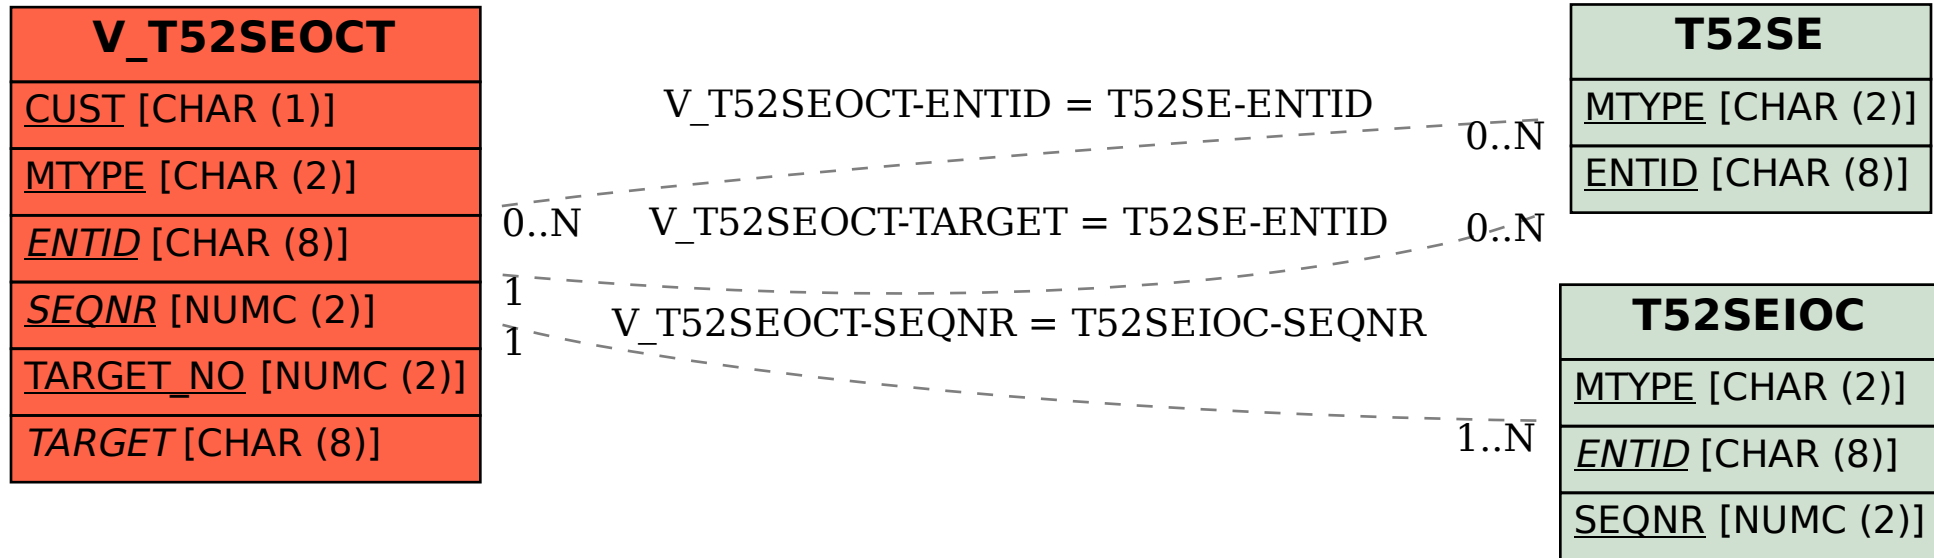 V_T52SEOCT
CUST [CHAR (1)]
MTYPE [CHAR (2)]
ENTID [CHAR (8)]
SEQNR [NUMC (2)]
TARGET_NO [NUMC (2)]
TARGET [CHAR (8)]
V_T52SEOCT-ENTID = T52SE-ENTID
0..N
0..N
V_T52SEOCT-TARGET = T52SE-ENTID
0..N
1
V_T52SEOCT-SEQNR = T52SEIOC-SEQNR
1
1..N
T52SE
MTYPE [CHAR (2)]
ENTID [CHAR (8)]
T52SEIOC
MTYPE [CHAR (2)]
ENTID [CHAR (8)]
SEQNR [NUMC (2)]